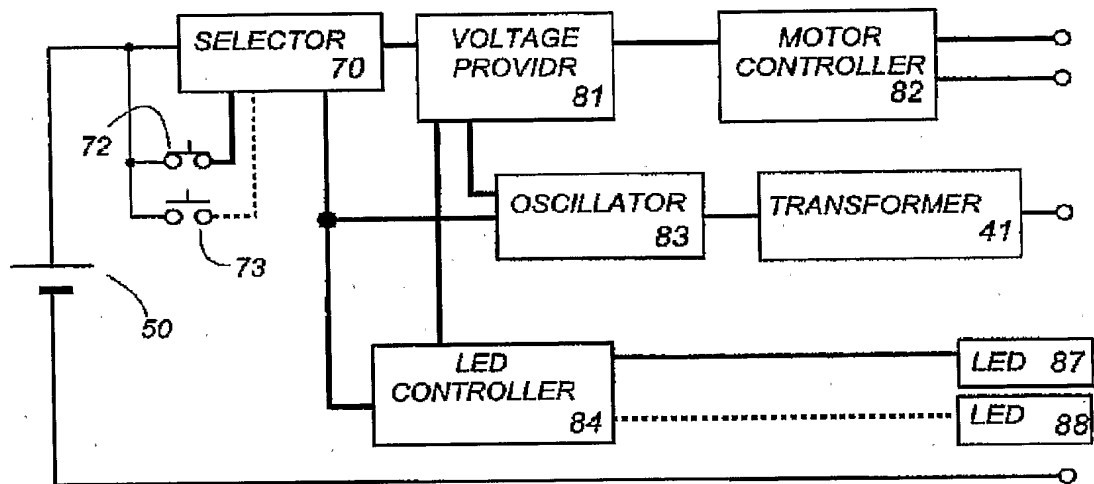 SELECTOR
70
VOLTAGE
PROVIDR
81
MOTOR
CONTROLLER
82
72
73
50
OSCILLATOR
83
TRANSFORMER
41
LED
CONTROLLER
84
LED 87
LED 88